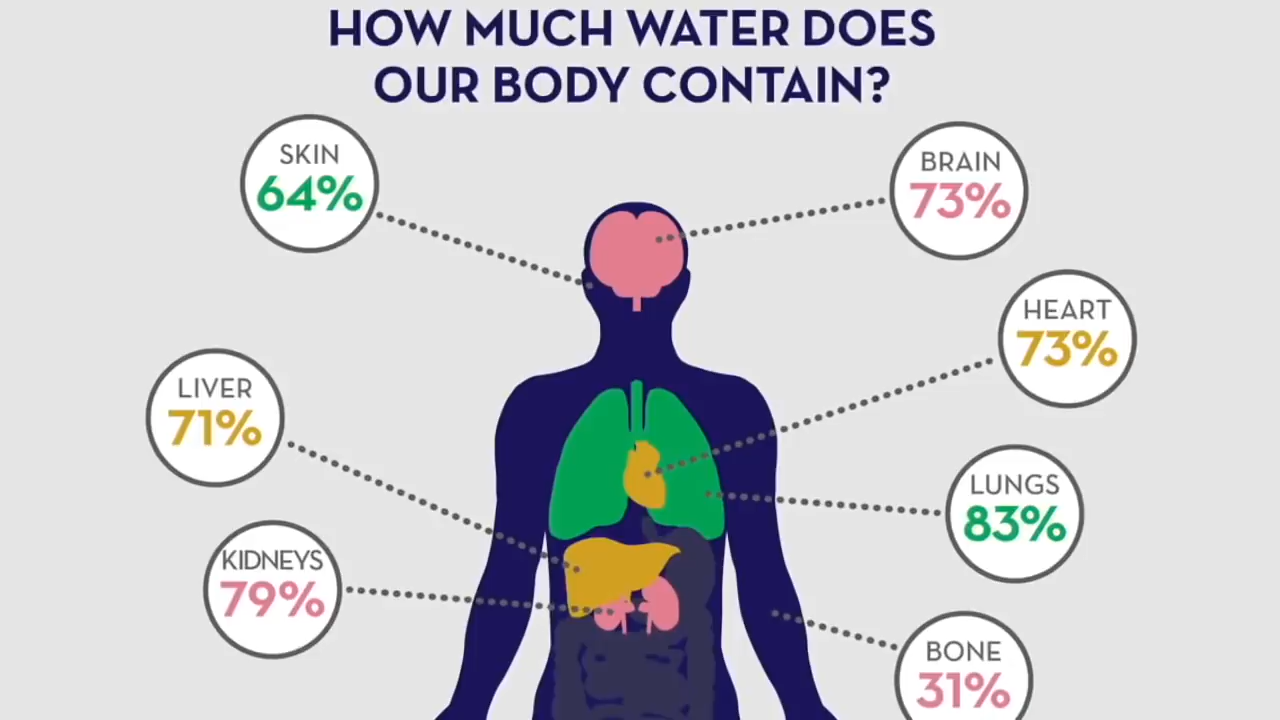 HOW MUCH WATER DOES
OUR BODY CONTAIN?
SKIN
64%
BRAIN
73%
HEART
73%
LIVER
71%
LUNGS
83%
KIDNEYS
79%
BONE
31%